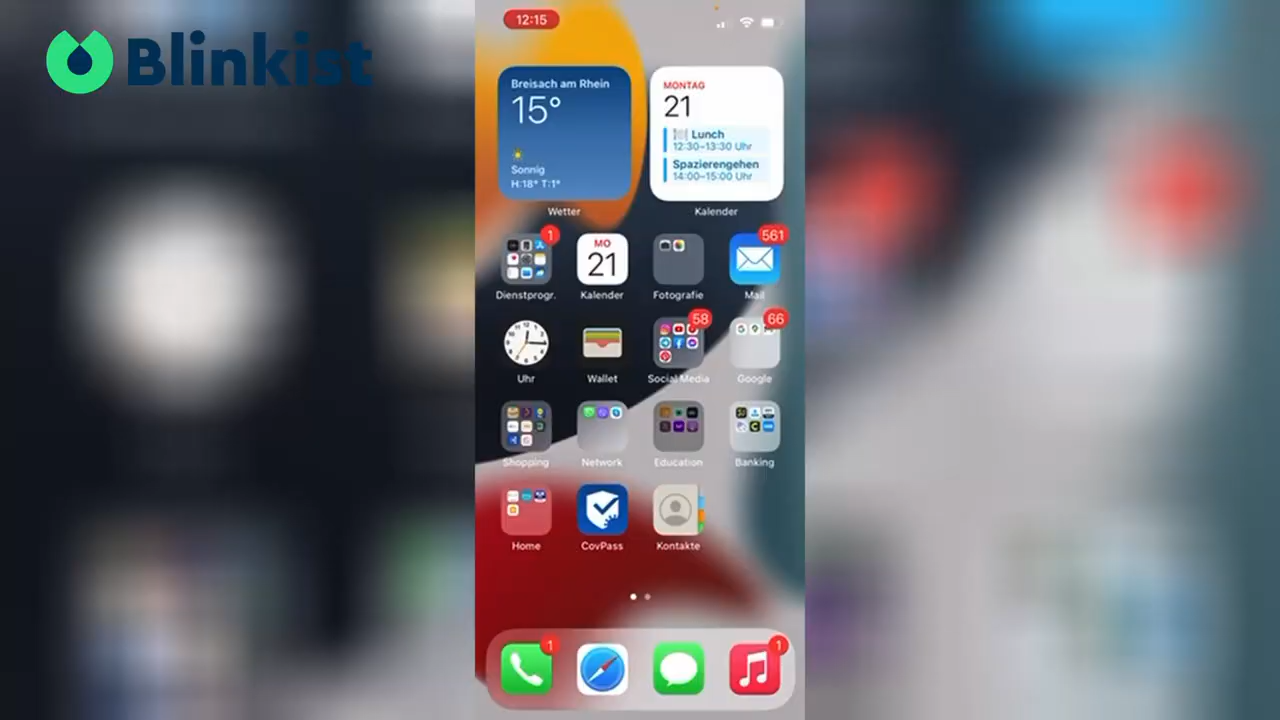 Blinkist
12:15
Breisach am Rhein
15°
Sonnig
H:18° T:1°
Wetter
MONTAG
21
Lunch
12:30–13:30 Uhr
Spazierengehen
14:00–15:00 Uhr
Kalender
1
Dienstprogr.
MO
21
Kalender
Fotografie
561
Mail
Uhr
Wallet
58
Social Media
66
Google
Shopping
Network
Education
Banking
Home
CovPass
Kontakte
1
1